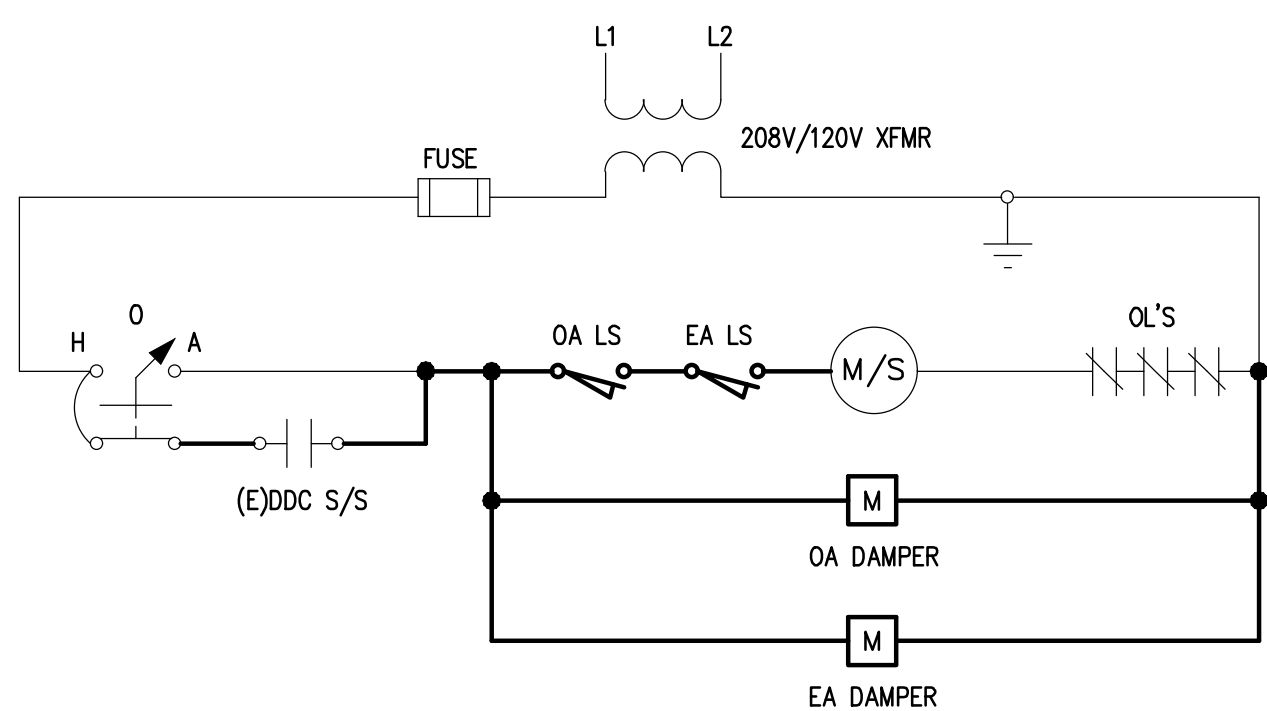 L1 L2
208V/120V XFMR
FUSE
O
H A
OA LS EA LS
M/S
OL'S
(E)DDC S/S
M
OA DAMPER
M
EA DAMPER